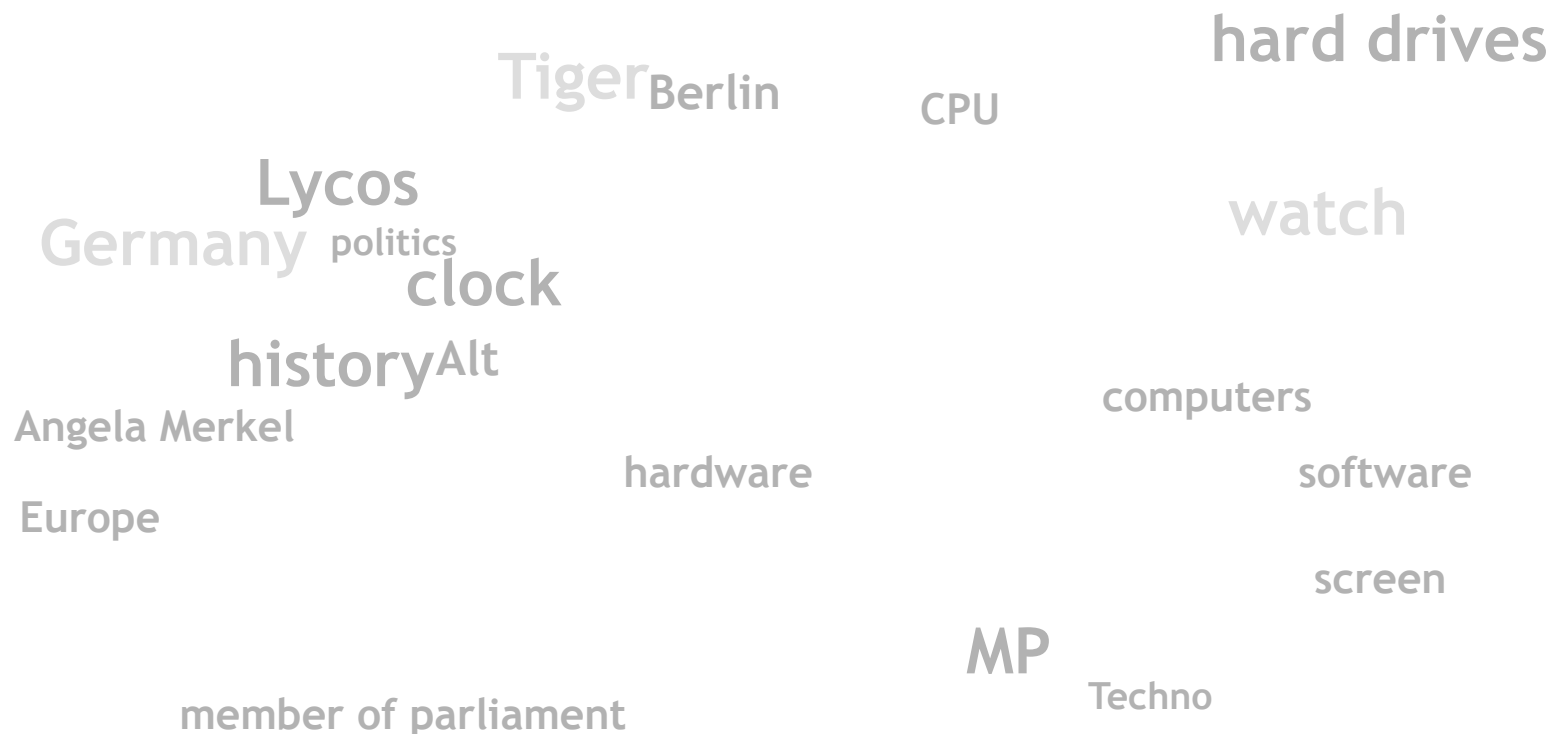 hard drives
Tiger
Berlin
CPU
Lycos
watch
Germany
politics
clock
history
Alt
computers
Angela Merkel
hardware
software
Europe
screen
MP
Techno
member of parliament